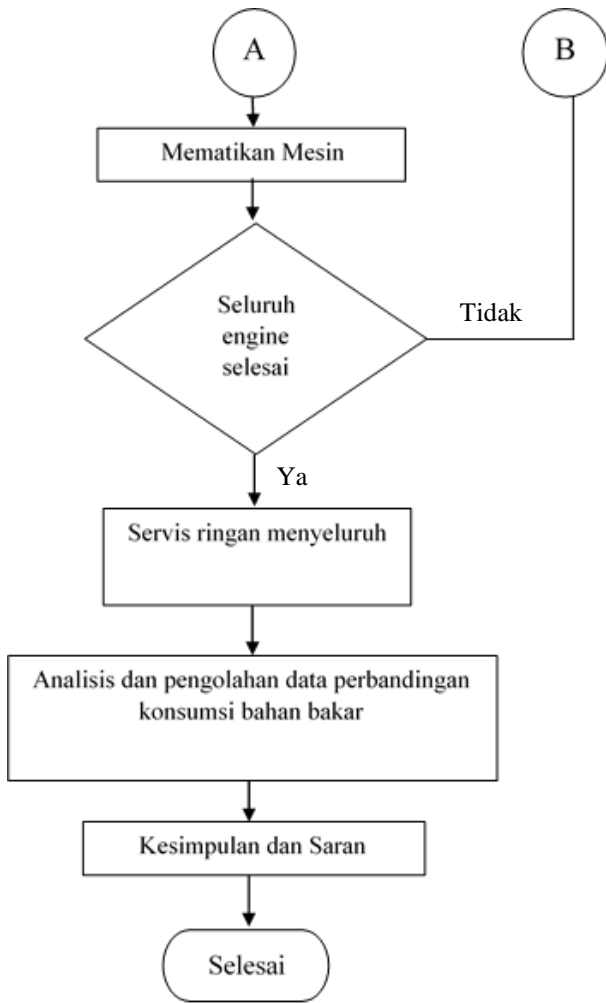 A
B
Mematikan Mesin
Seluruh
engine
selesai
Tidak
Ya
Servis ringan menyeluruh
Analisis dan pengolahan data perbandingan
konsumsi bahan bakar
Kesimpulan dan Saran
Selesai